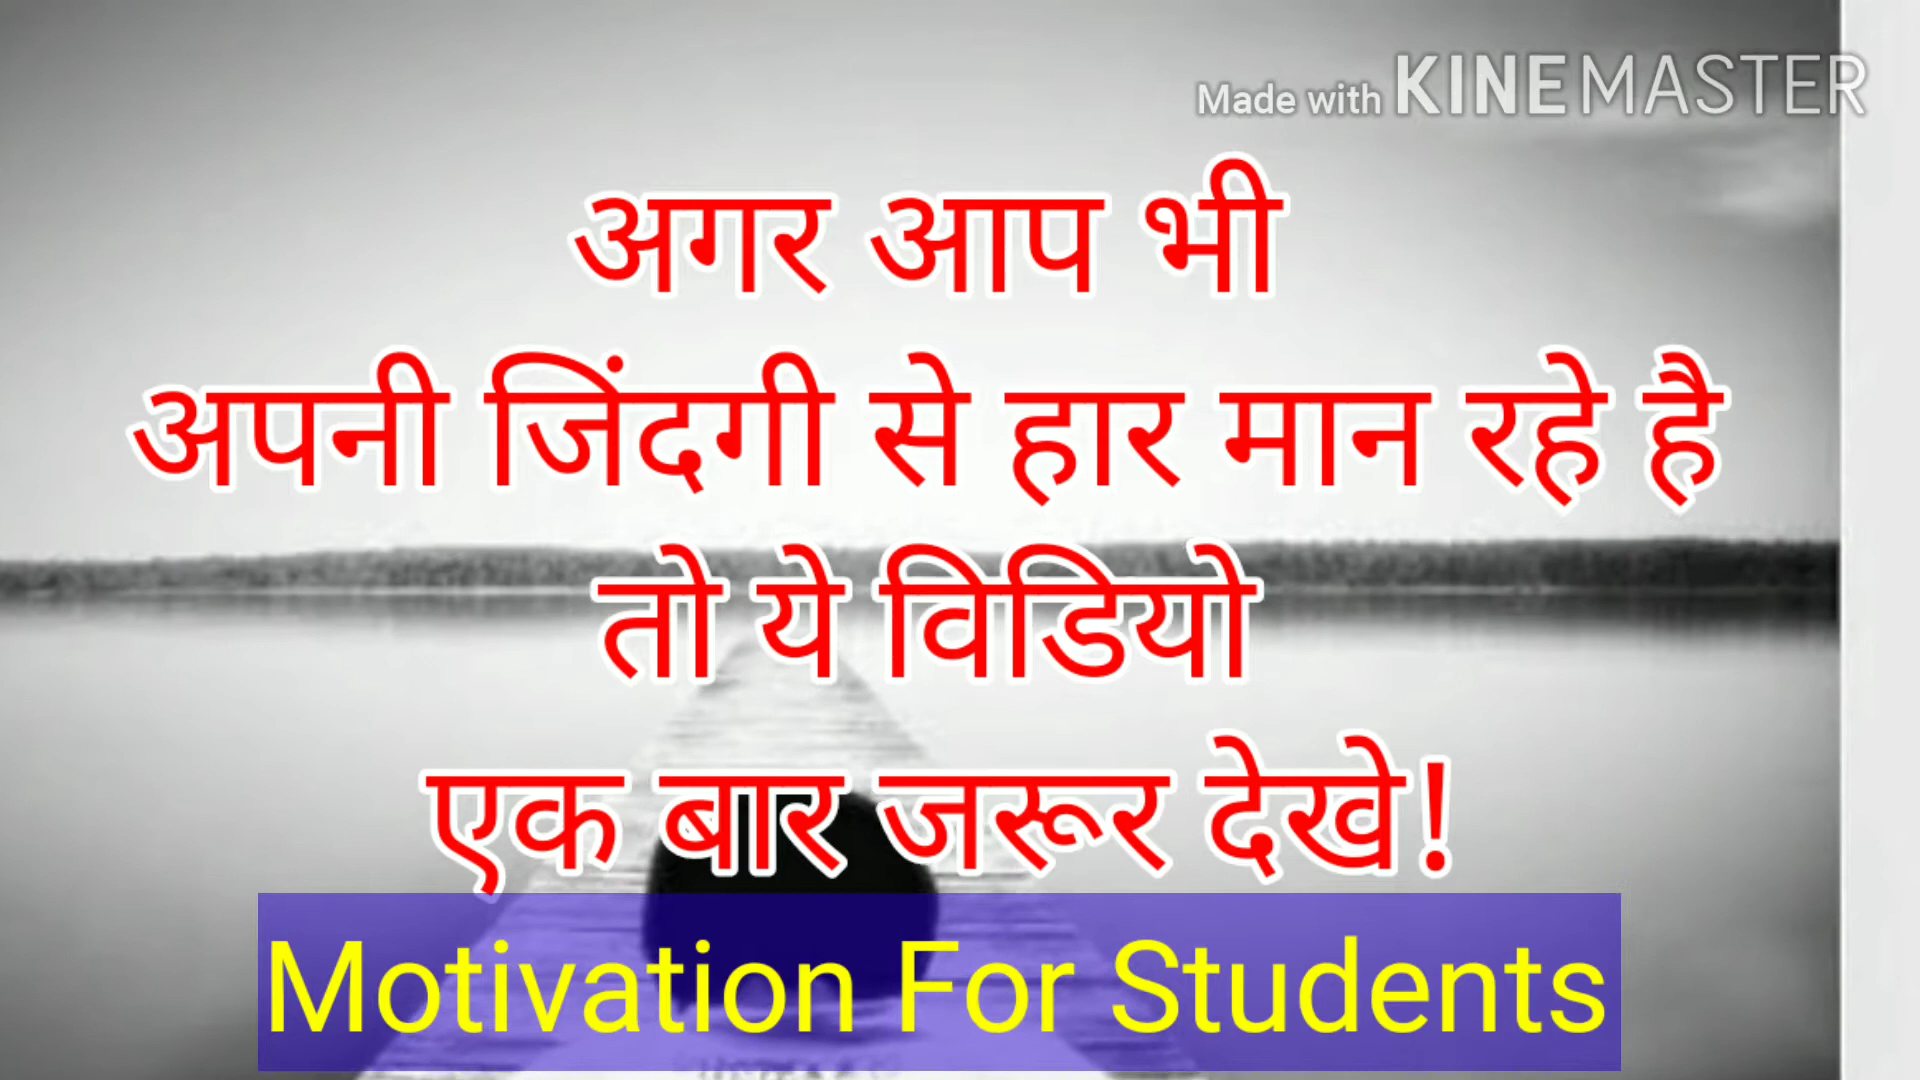 Made with KINEMASTER
अगर आप भी
अपनी जिंदगी से हार मान रहे है
तो ये विडियो
एक बार जरूर देखे!
Motivation For Students